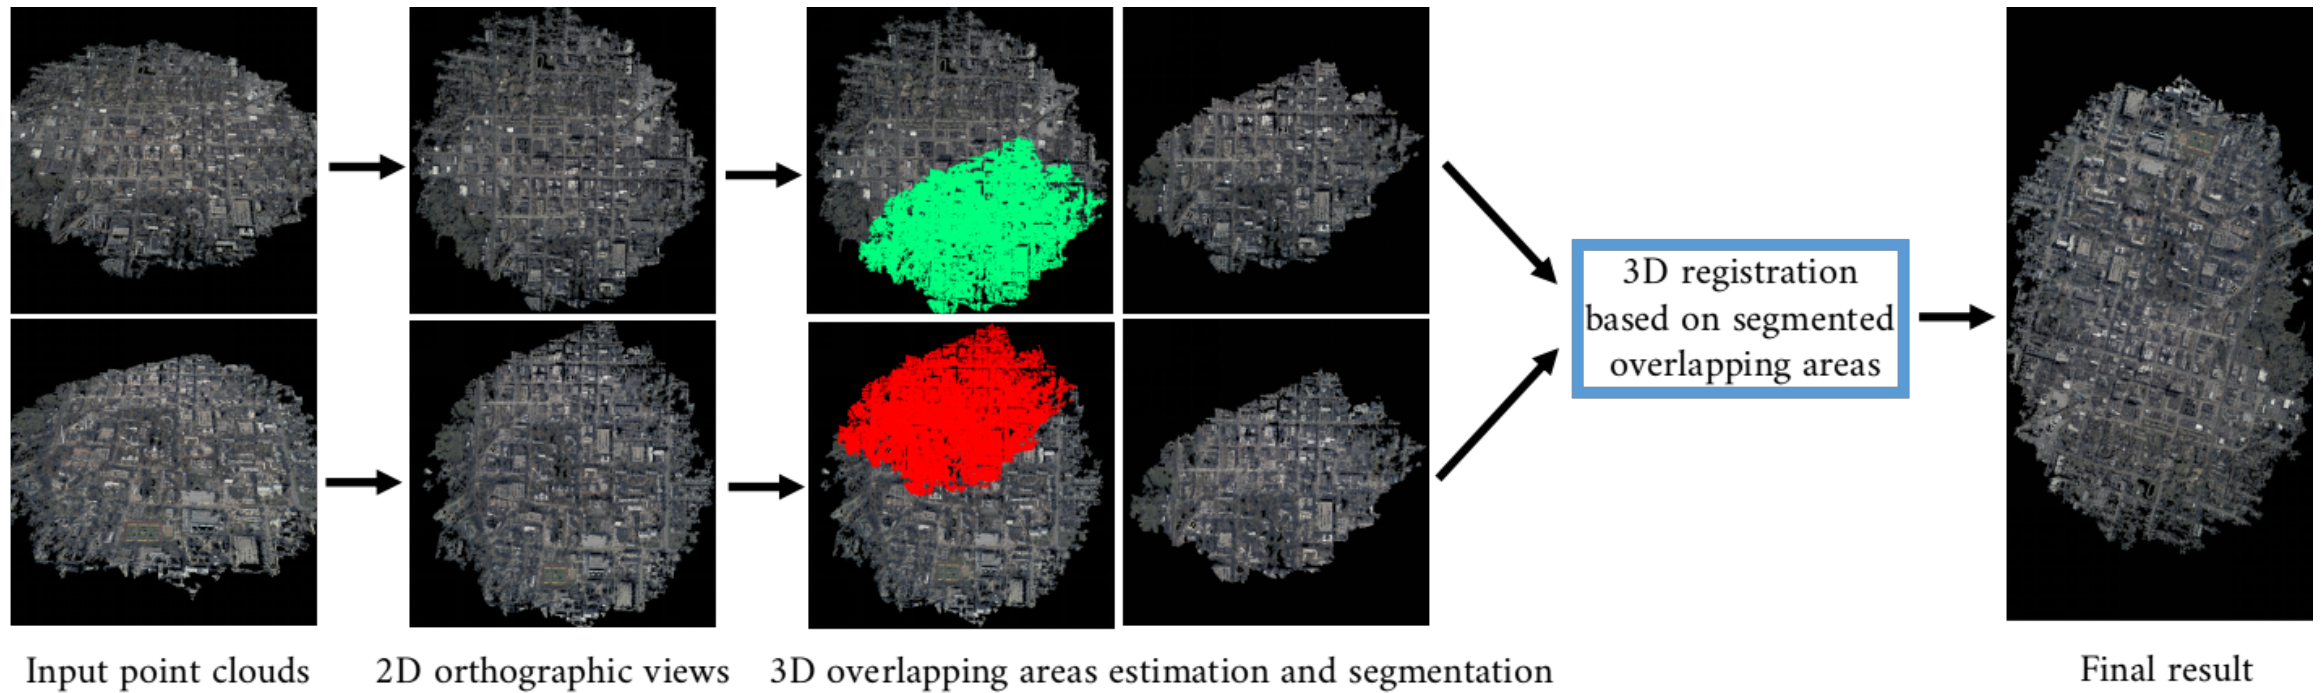 3D registration
based on segmented
overlapping areas
Input point clouds
2D orthographic views
3D overlapping areas estimation and segmentation
Final result